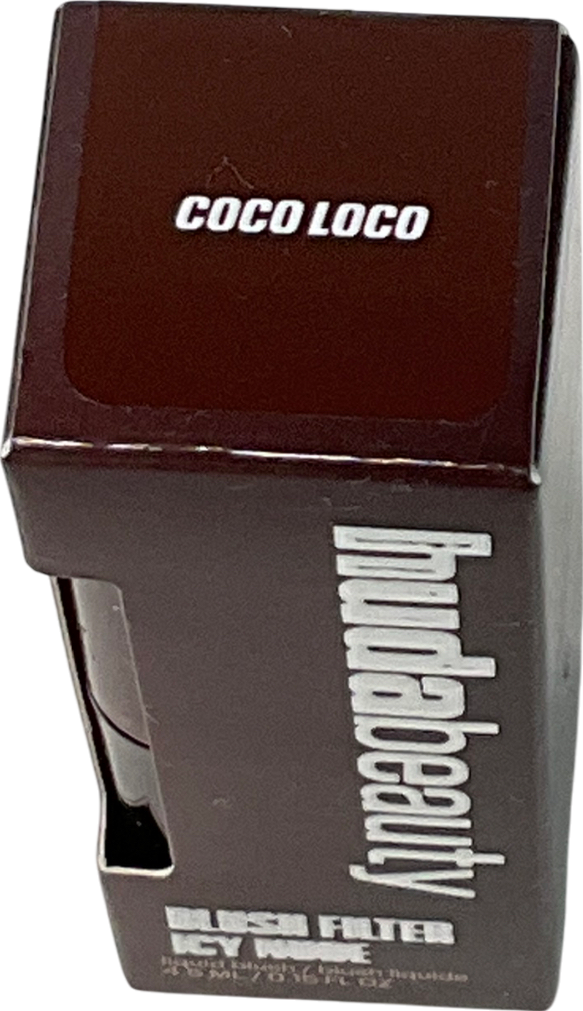 COCO LOCO
hudabeauty
BLUSH FILTER
ICY NUDE
liquid blush / blush liquide
4.5 ML / 0.15 FL OZ